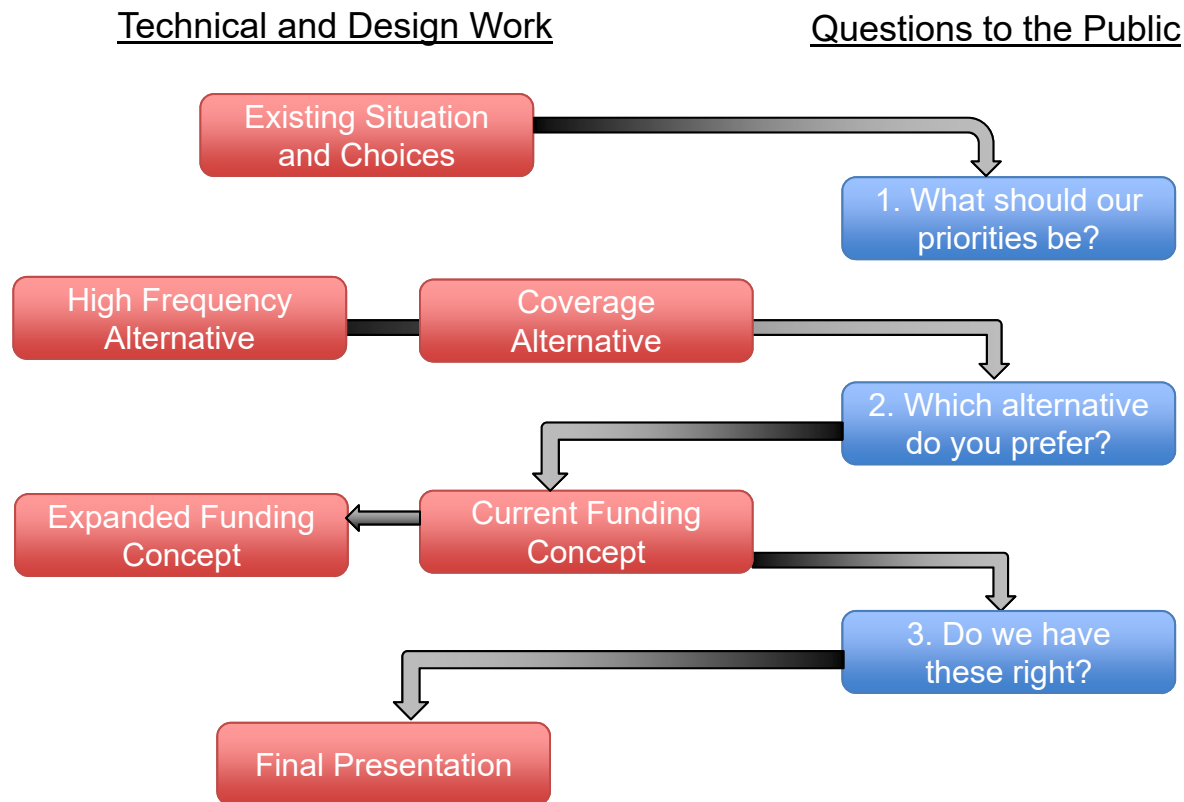 Technical and Design Work
Questions to the Public
Existing Situation
and Choices
1. What should our
priorities be?
High Frequency
Alternative
Coverage
Alternative
2. Which alternative
do you prefer?
Expanded Funding
Concept
Current Funding
Concept
3. Do we have
these right?
Final Presentation